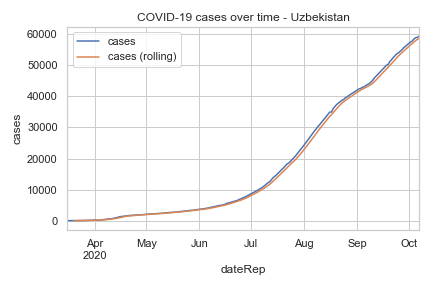 COVID-19 cases over time - Uzbekistan
cases
cases (rolling)
60000
50000
40000
30000
20000
10000
0
cases
Apr
2020
May
Jun
Jul
Aug
Sep
Oct
dateRep